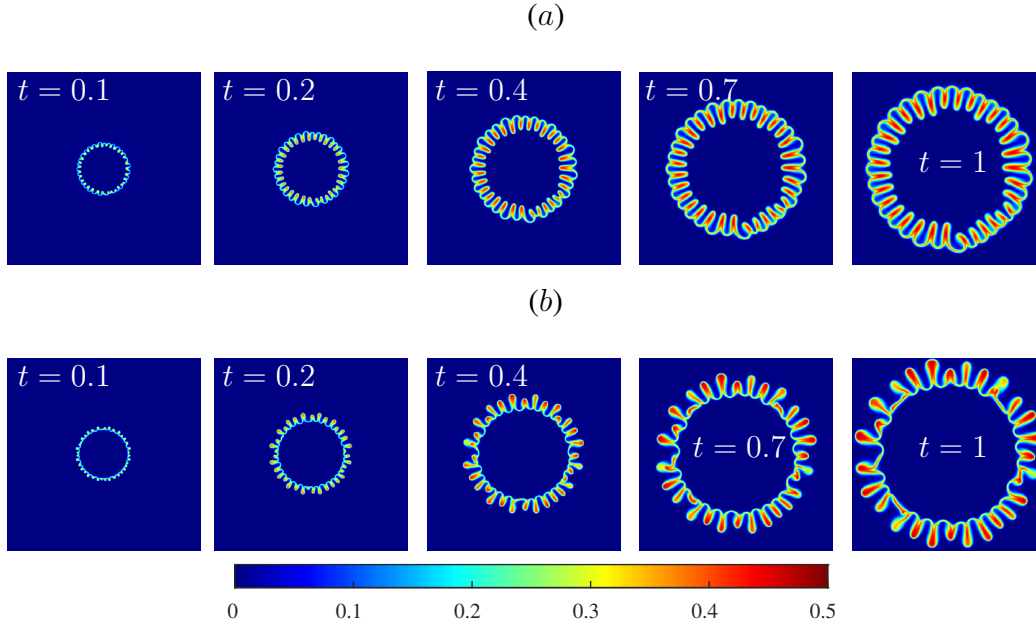 (a)
t = 0.1
t = 0.2
t = 0.4
t = 0.7
t = 1
(b)
t = 0.1
t = 0.2
t = 0.4
t = 0.7
t = 1
0 0.1 0.2 0.3 0.4 0.5